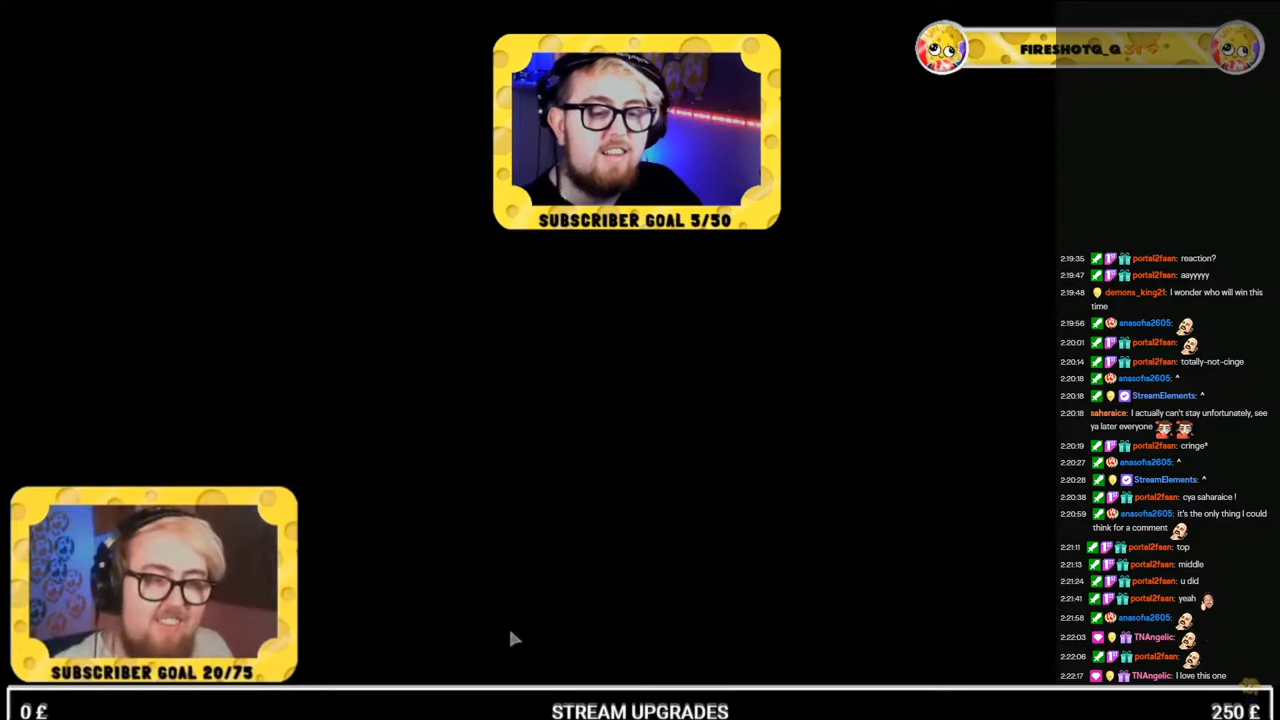 FIRESHOTQ_Q
SUBSCRIBER GOAL 5/50
2:19:35 portal2faan: reaction?
2:19:47 portal2faan: aayyyyy
2:19:48 demons_king21: I wonder who will win this
time
2:19:56 anasofia2605:
2:20:01 portal2faan:
2:20:14 portal2faan: totally-not-cinge
2:20:18 anasofia2605: ^
2:20:18 StreamElements: ^
2:20:18 saharaice: I actually can't stay unfortunately, see
ya later everyone
2:20:19 portal2faan: cringe*
2:20:27 anasofia2605: ^
2:20:28 StreamElements: ^
2:20:38 portal2faan: cya saharaice !
2:20:59 anasofia2605: it's the only thing I could
think for a comment
2:21:11 portal2faan: top
2:21:13 portal2faan: middle
2:21:24 portal2faan: u did
2:21:41 portal2faan: yeah
2:21:58 anasofia2605:
2:22:03 TNAngelic:
2:22:06 portal2faan:
2:22:17 TNAngelic: I love this one
SUBSCRIBER GOAL 20/75
0 £ STREAM UPGRADES 250 £